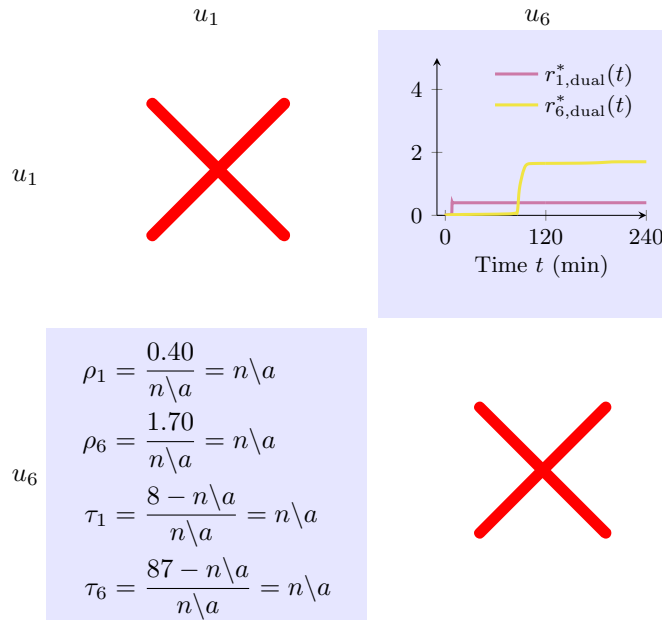 u₁ u₆
u₁
r*₁,dual(t)
r*₆,dual(t)
4
2
0
0 120 240
Time t (min)
u₆
ρ₁ = 0.40 / n\a = n\a
ρ₆ = 1.70 / n\a = n\a
τ₁ = 8 − n\a / n\a = n\a
τ₆ = 87 − n\a / n\a = n\a